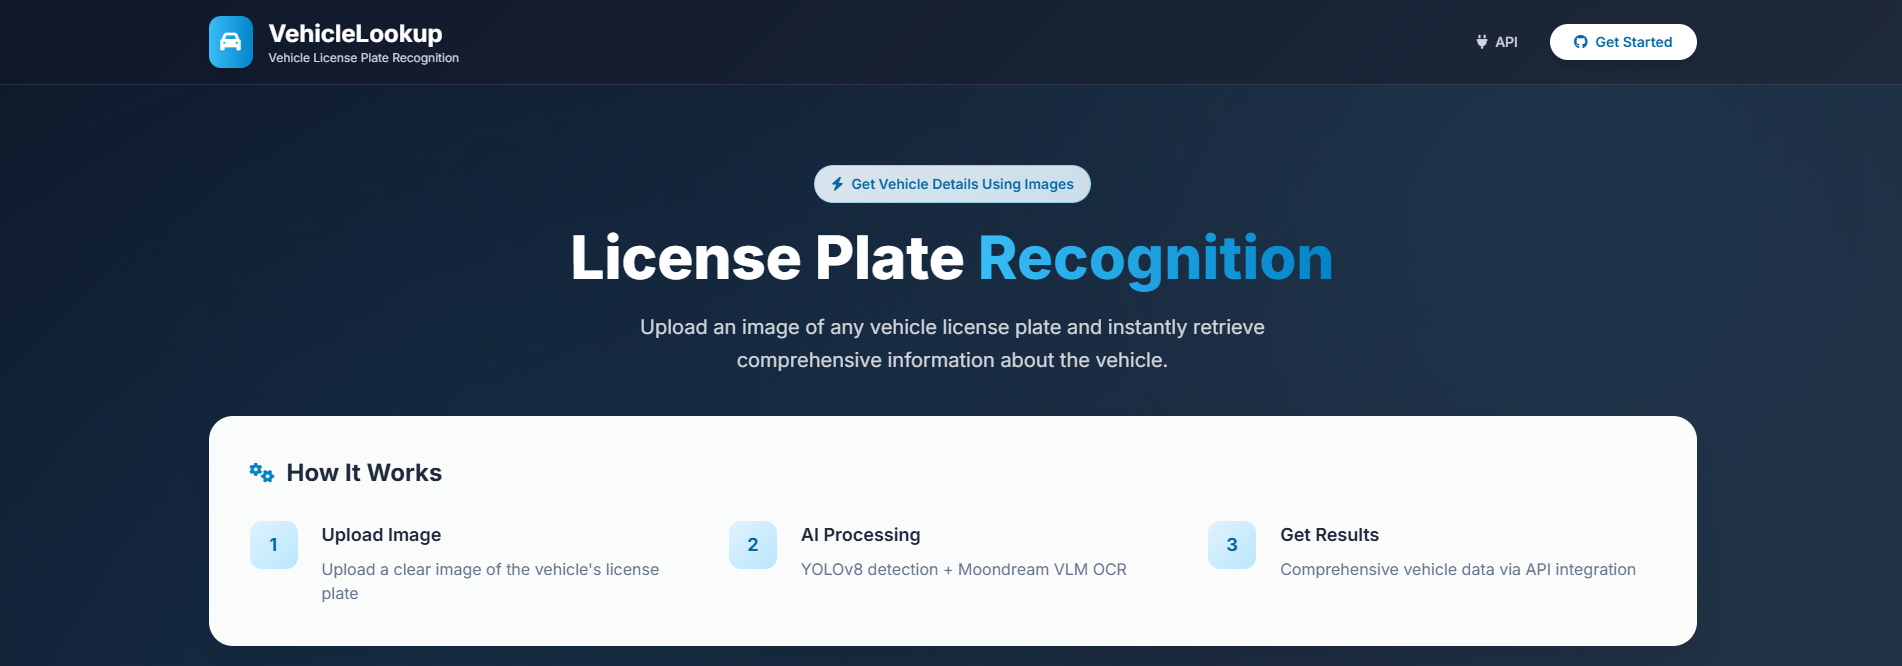 VehicleLookup
Vehicle License Plate Recognition
API
Get Started
Get Vehicle Details Using Images
License Plate Recognition
Upload an image of any vehicle license plate and instantly retrieve
comprehensive information about the vehicle.
How It Works
1
Upload Image
Upload a clear image of the vehicle's license
plate
2
AI Processing
YOLOv8 detection + Moondream VLM OCR
3
Get Results
Comprehensive vehicle data via API integration